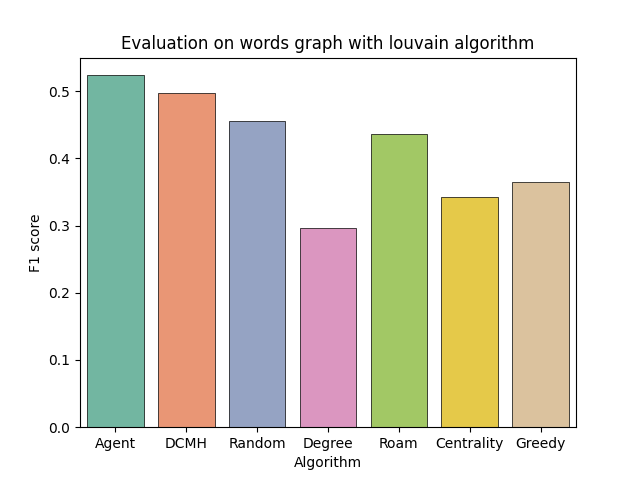 Evaluation on words graph with louvain algorithm
F1 score
0.5
0.4
0.3
0.2
0.1
0.0
Agent DCMH Random Degree Roam Centrality Greedy
Algorithm